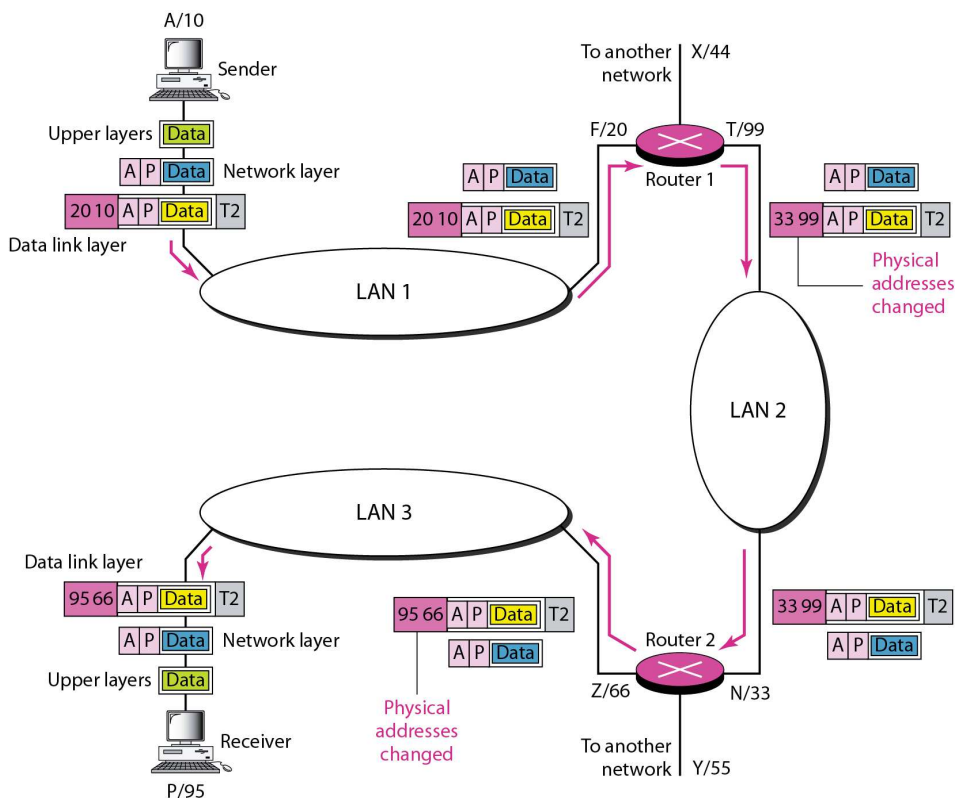 A/10
Sender
Upper layers Data
A P Data Network layer
20 10 A P Data T2
Data link layer
LAN 1
A P Data
20 10 A P Data T2
To another
network
X/44
F/20
T/99
Router 1
A P Data
33 99 A P Data T2
Physical
addresses
changed
LAN 2
33 99 A P Data T2
A P Data
Router 2
N/33
Z/66
To another
network
Y/55
95 66 A P Data T2
A P Data
Physical
addresses
changed
LAN 3
Data link layer
95 66 A P Data T2
A P Data Network layer
Upper layers Data
Receiver
P/95